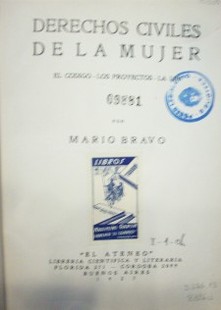 DERECHOS CIVILES
DE LA MUJER
EL CODIGO - LOS PROYECTOS - LA
03881
POR
MARIO BRAVO
LIBROS
"EL ATENEO"
LIBRERIA CIENTIFICA Y LITERARIA
FLORIDA 371 - CORDOBA 2099
BUENOS AIRES